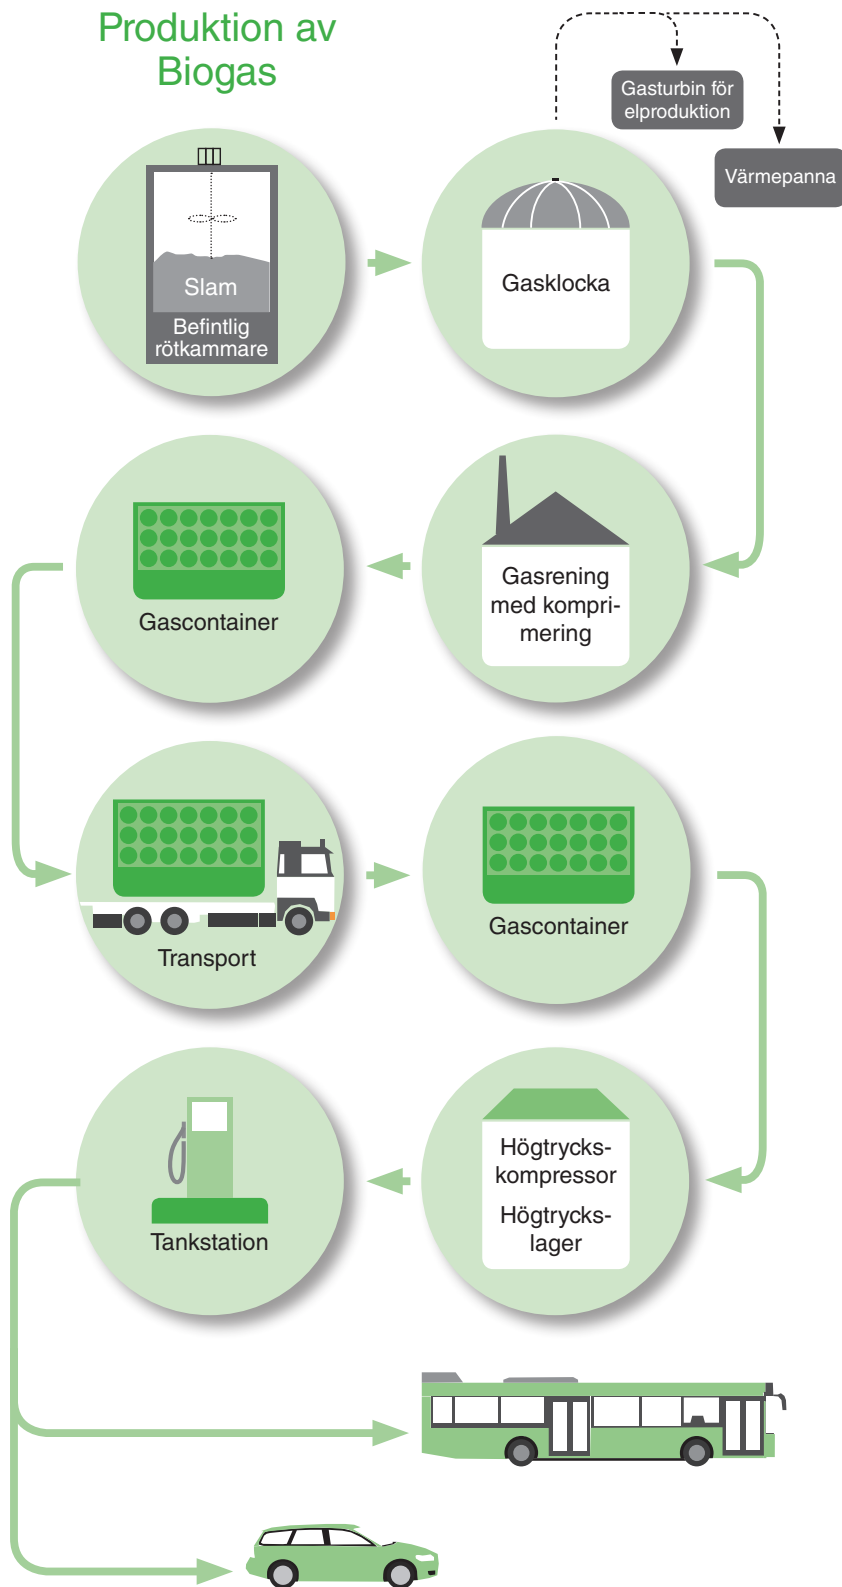 Produktion av
Biogas
Gasturbin för
elproduktion
Värmepanna
Slam
Befintlig
rötkammare
Gasklocka
Gascontainer
Gasrening
med kompri-
mering
Transport
Gascontainer
Tankstation
Högtrycks-
kompressor
Högtrycks-
lager